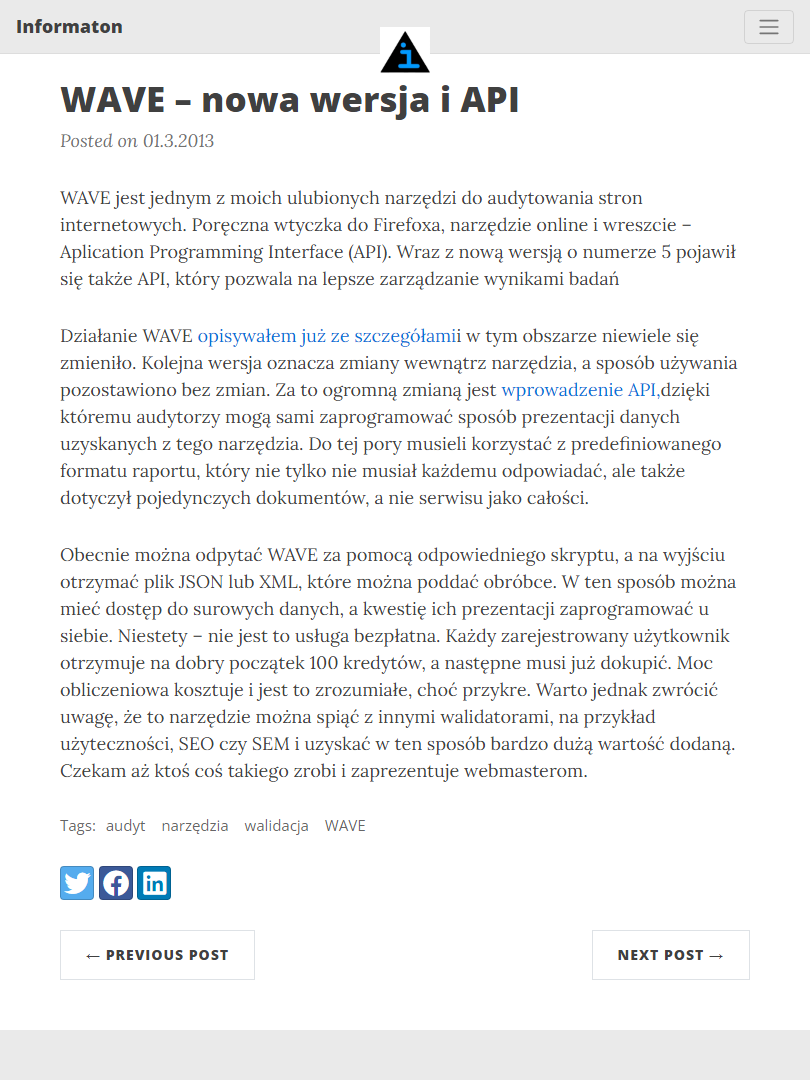 Informaton
WAVE – nowa wersja i API
Posted on 01.3.2013
WAVE jest jednym z moich ulubionych narzędzi do audytowania stron
internetowych. Poręczna wtyczka do Firefoxa, narzędzie online i wreszcie –
Aplication Programming Interface (API). Wraz z nową wersją o numerze 5 pojawił
się także API, który pozwala na lepsze zarządzanie wynikami badań
Działanie WAVE opisywałem już ze szczegółamii w tym obszarze niewiele się
zmieniło. Kolejna wersja oznacza zmiany wewnątrz narzędzia, a sposób używania
pozostawiono bez zmian. Za to ogromną zmianą jest wprowadzenie API,dzięki
któremu audytorzy mogą sami zaprogramować sposób prezentacji danych
uzyskanych z tego narzędzia. Do tej pory musieli korzystać z predefiniowanego
formatu raportu, który nie tylko nie musiał każdemu odpowiadać, ale także
dotyczył pojedynczych dokumentów, a nie serwisu jako całości.
Obecnie można odpytać WAVE za pomocą odpowiedniego skryptu, a na wyjściu
otrzymać plik JSON lub XML, które można poddać obróbce. W ten sposób można
mieć dostęp do surowych danych, a kwestię ich prezentacji zaprogramować u
siebie. Niestety – nie jest to usługa bezpłatna. Każdy zarejestrowany użytkownik
otrzymuje na dobry początek 100 kredytów, a następne musi już dokupić. Moc
obliczeniowa kosztuje i jest to zrozumiałe, choć przykre. Warto jednak zwrócić
uwagę, że to narzędzie można spiąć z innymi walidatorami, na przykład
użyteczności, SEO czy SEM i uzyskać w ten sposób bardzo dużą wartość dodaną.
Czekam aż ktoś coś takiego zrobi i zaprezentuje webmasterom.
Tags: audyt narzędzia walidacja WAVE
← PREVIOUS POST
NEXT POST →